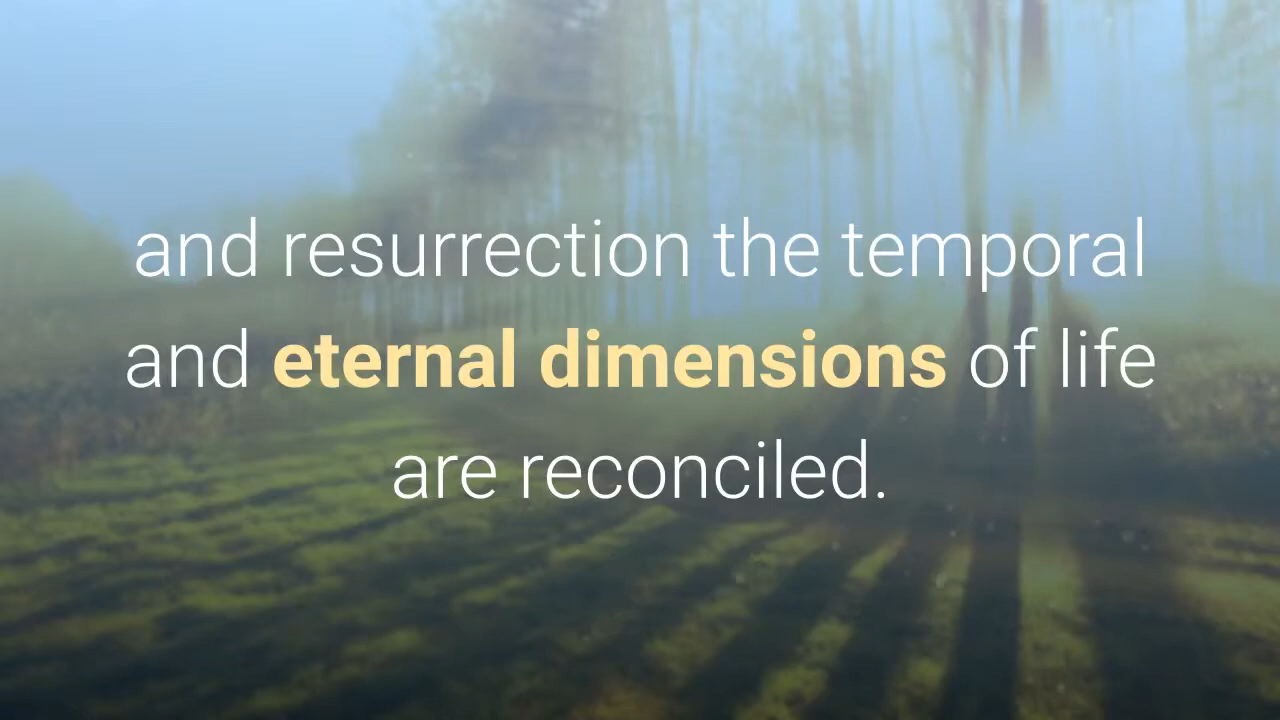 and resurrection the temporal
and eternal dimensions of life
are reconciled.